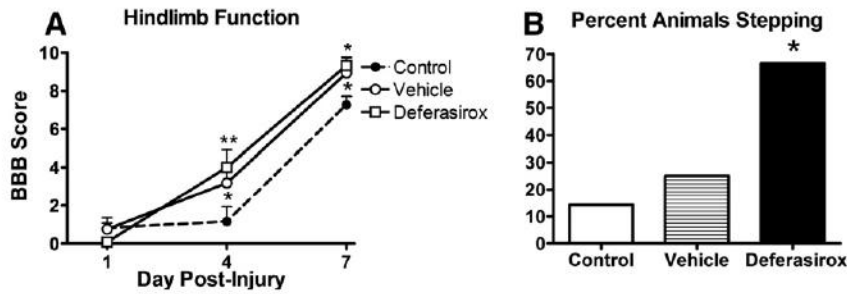 A
Hindlimb Function
BBB Score
10
8
6
4
2
0
*
**
*
*
Control
Vehicle
Deferasirox
1
4
7
Day Post-Injury
B
Percent Animals Stepping
70
60
50
40
30
20
10
0
*
Control
Vehicle
Deferasirox